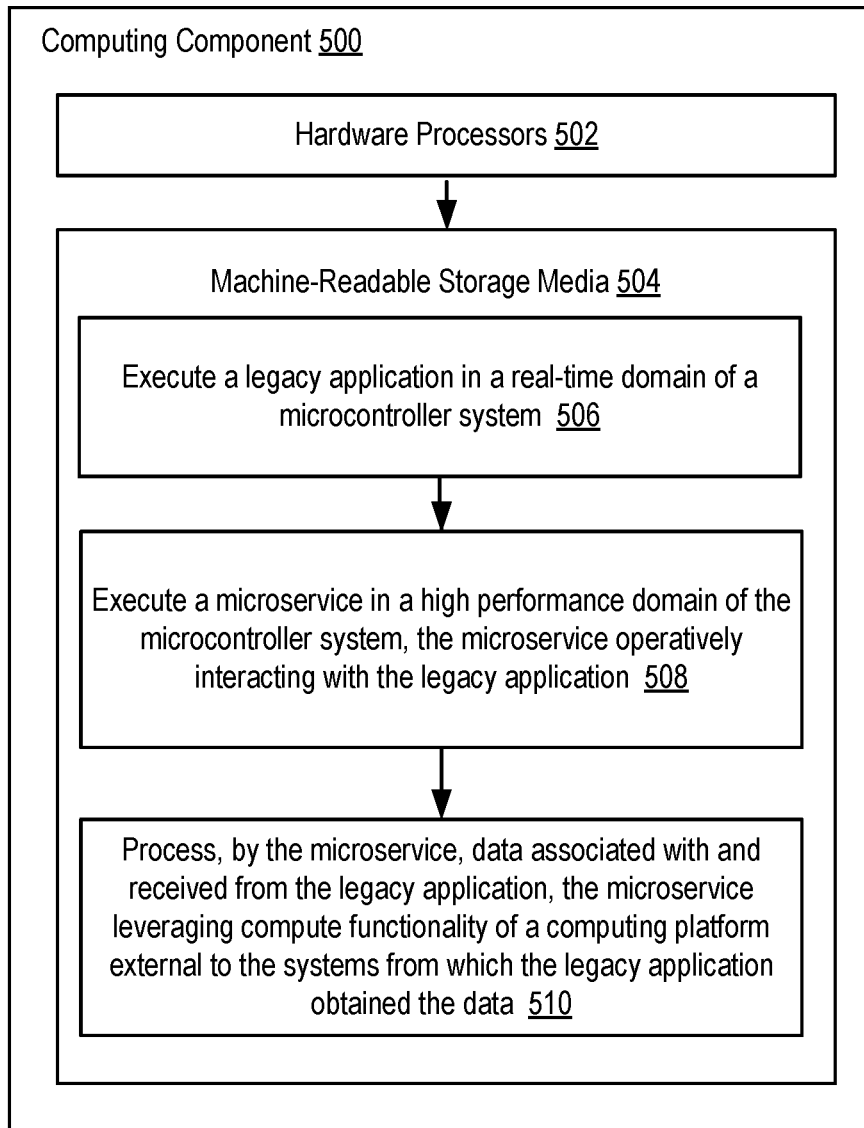 Computing Component 500
Hardware Processors 502
Machine-Readable Storage Media 504
Execute a legacy application in a real-time domain of a
microcontroller system 506
Execute a microservice in a high performance domain of the
microcontroller system, the microservice operatively
interacting with the legacy application 508
Process, by the microservice, data associated with and
received from the legacy application, the microservice
leveraging compute functionality of a computing platform
external to the systems from which the legacy application
obtained the data 510